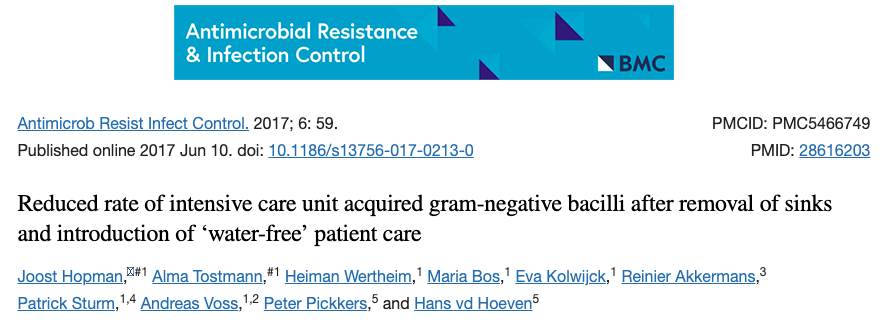 Antimicrobial Resistance
& Infection Control
BMC
Antimicrob Resist Infect Control. 2017; 6: 59.
PMCID: PMC5466749
Published online 2017 Jun 10. doi: 10.1186/s13756-017-0213-0
PMID: 28616203
Reduced rate of intensive care unit acquired gram-negative bacilli after removal of sinks
and introduction of ‘water-free’ patient care
Joost Hopman,#1 Alma Tostmann,#1 Heiman Wertheim,1 Maria Bos,1 Eva Kolwijck,1 Reinier Akkermans,3
Patrick Sturm,1,4 Andreas Voss,1,2 Peter Pickkers,5 and Hans vd Hoeven5